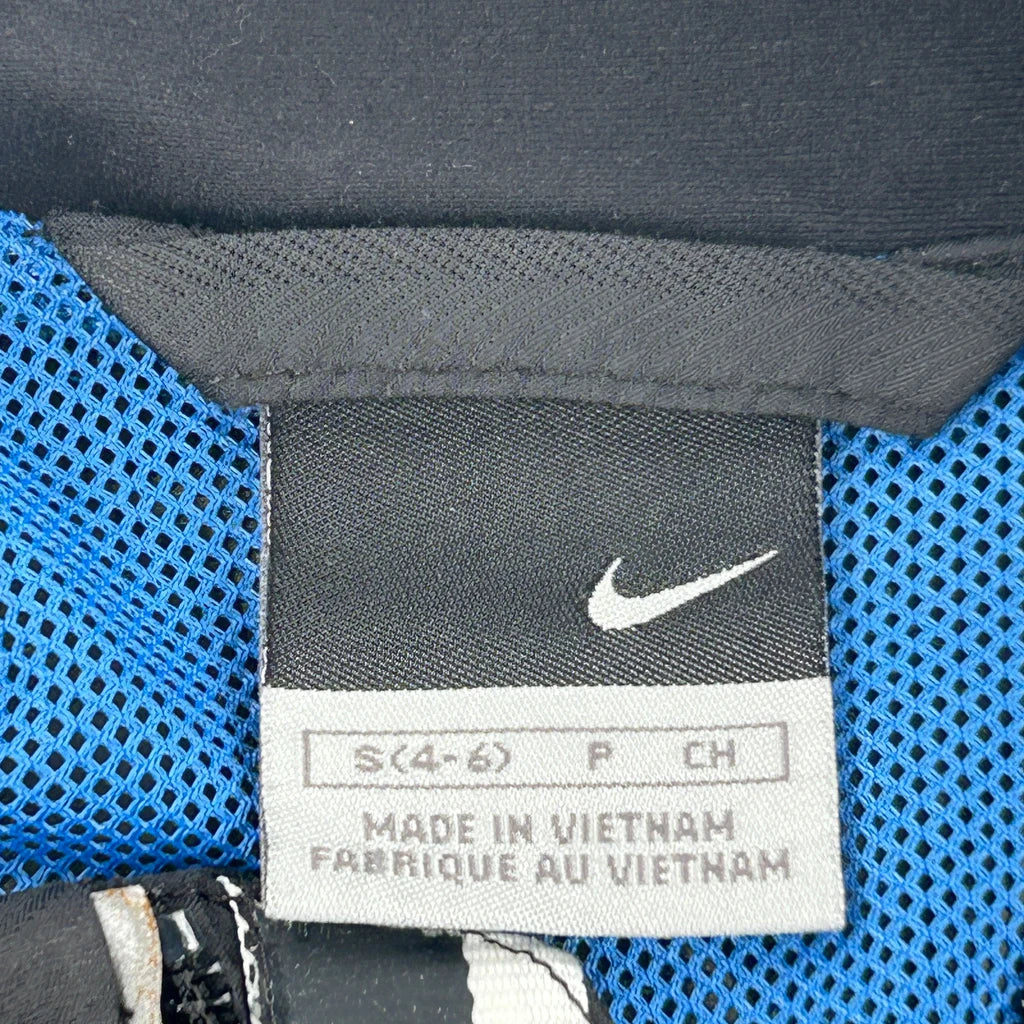 S(4-6) P CH
MADE IN VIETNAM
FABRIQUE AU VIETNAM